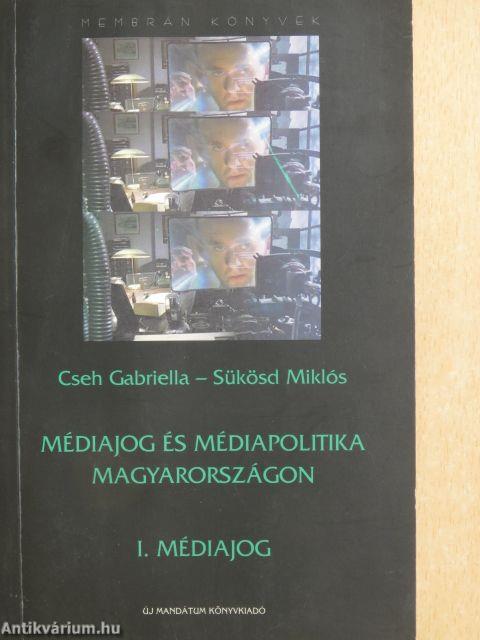 MEMBRÁN KÖNYVEK
Cseh Gabriella – Sükösd Miklós
MÉDIAJOG ÉS MÉDIAPOLITIKA
MAGYARORSZÁGON
I. MÉDIAJOG
ÚJ MANDÁTUM KÖNYVKIADÓ
Antikvárium.hu